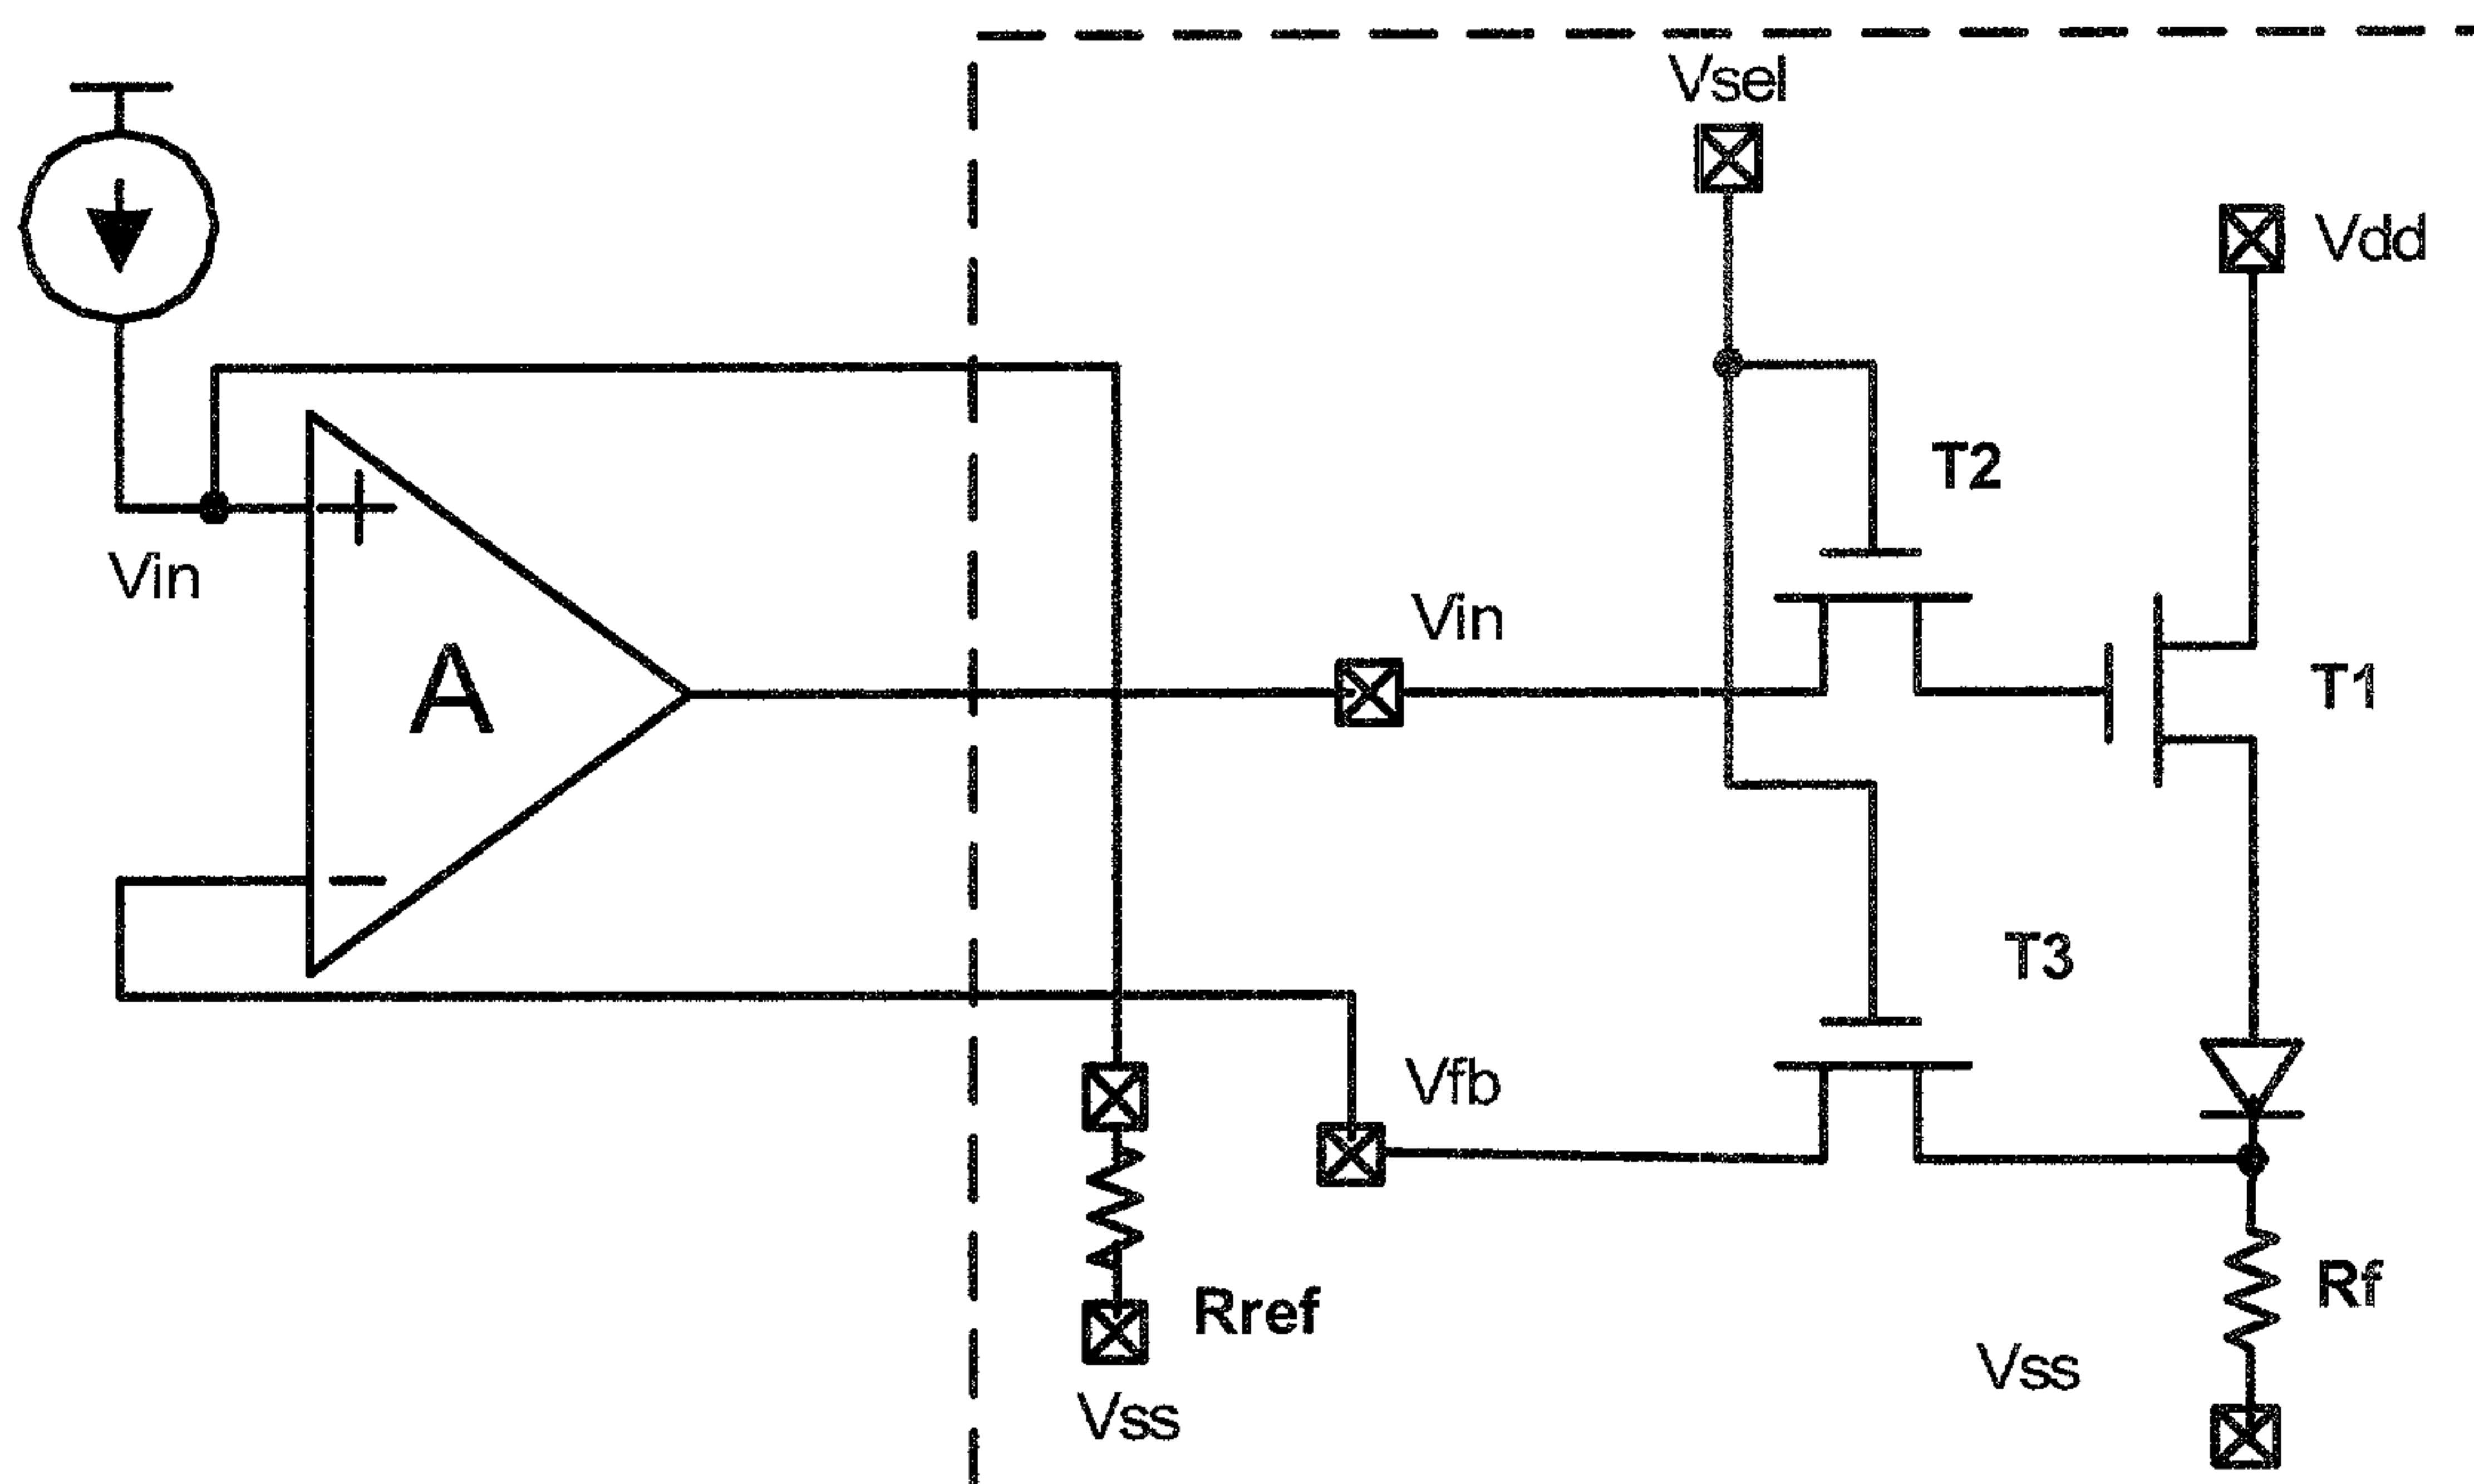 Vsel
Vdd
T2
Vin
Vin
+
A
T1
-
T3
Vfb
Rref
Rf
Vss
Vss